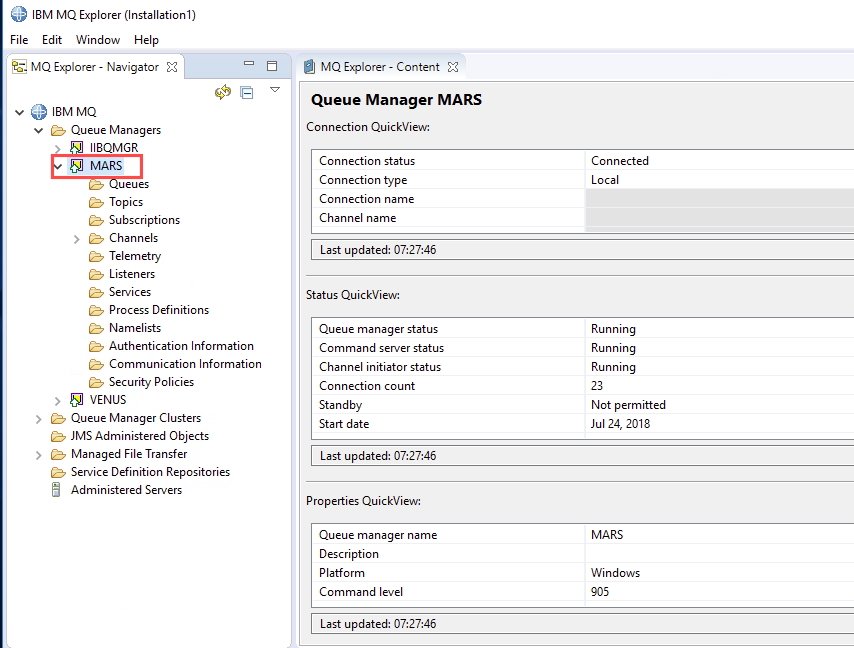 IBM MQ Explorer (Installation1)
File Edit Window Help
MQ Explorer - Navigator
IBM MQ
Queue Managers
IIBQMGR
MARS
Queues
Topics
Subscriptions
Channels
Telemetry
Listeners
Services
Process Definitions
Namelists
Authentication Information
Communication Information
Security Policies
VENUS
Queue Manager Clusters
JMS Administered Objects
Managed File Transfer
Service Definition Repositories
Administered Servers
MQ Explorer - Content
Queue Manager MARS
Connection QuickView:
Connection status Connected
Connection type Local
Connection name
Channel name
Last updated: 07:27:46
Status QuickView:
Queue manager status Running
Command server status Running
Channel initiator status Running
Connection count 23
Standby Not permitted
Start date Jul 24, 2018
Last updated: 07:27:46
Properties QuickView:
Queue manager name MARS
Description
Platform Windows
Command level 905
Last updated: 07:27:46